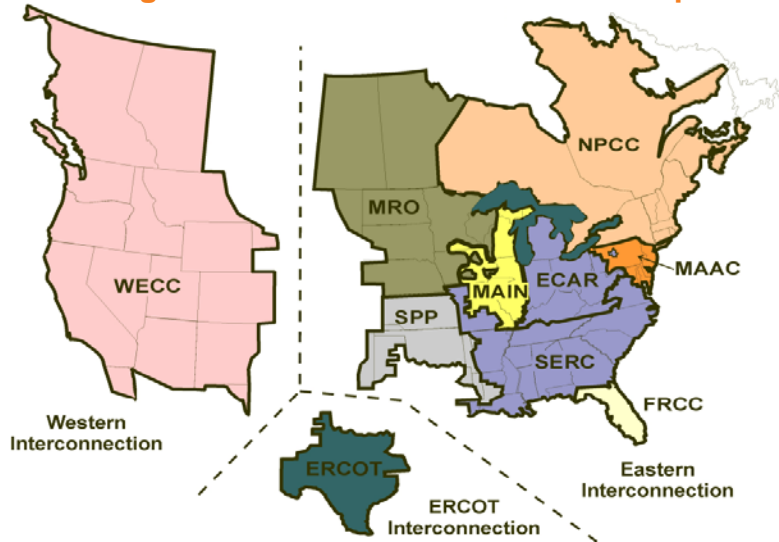 NPCC
MRO
MAAC
WECC
MAIN
ECAR
SPP
SERC
FRCC
Western
Interconnection
ERCOT
Eastern
Interconnection
ERCOT
Interconnection